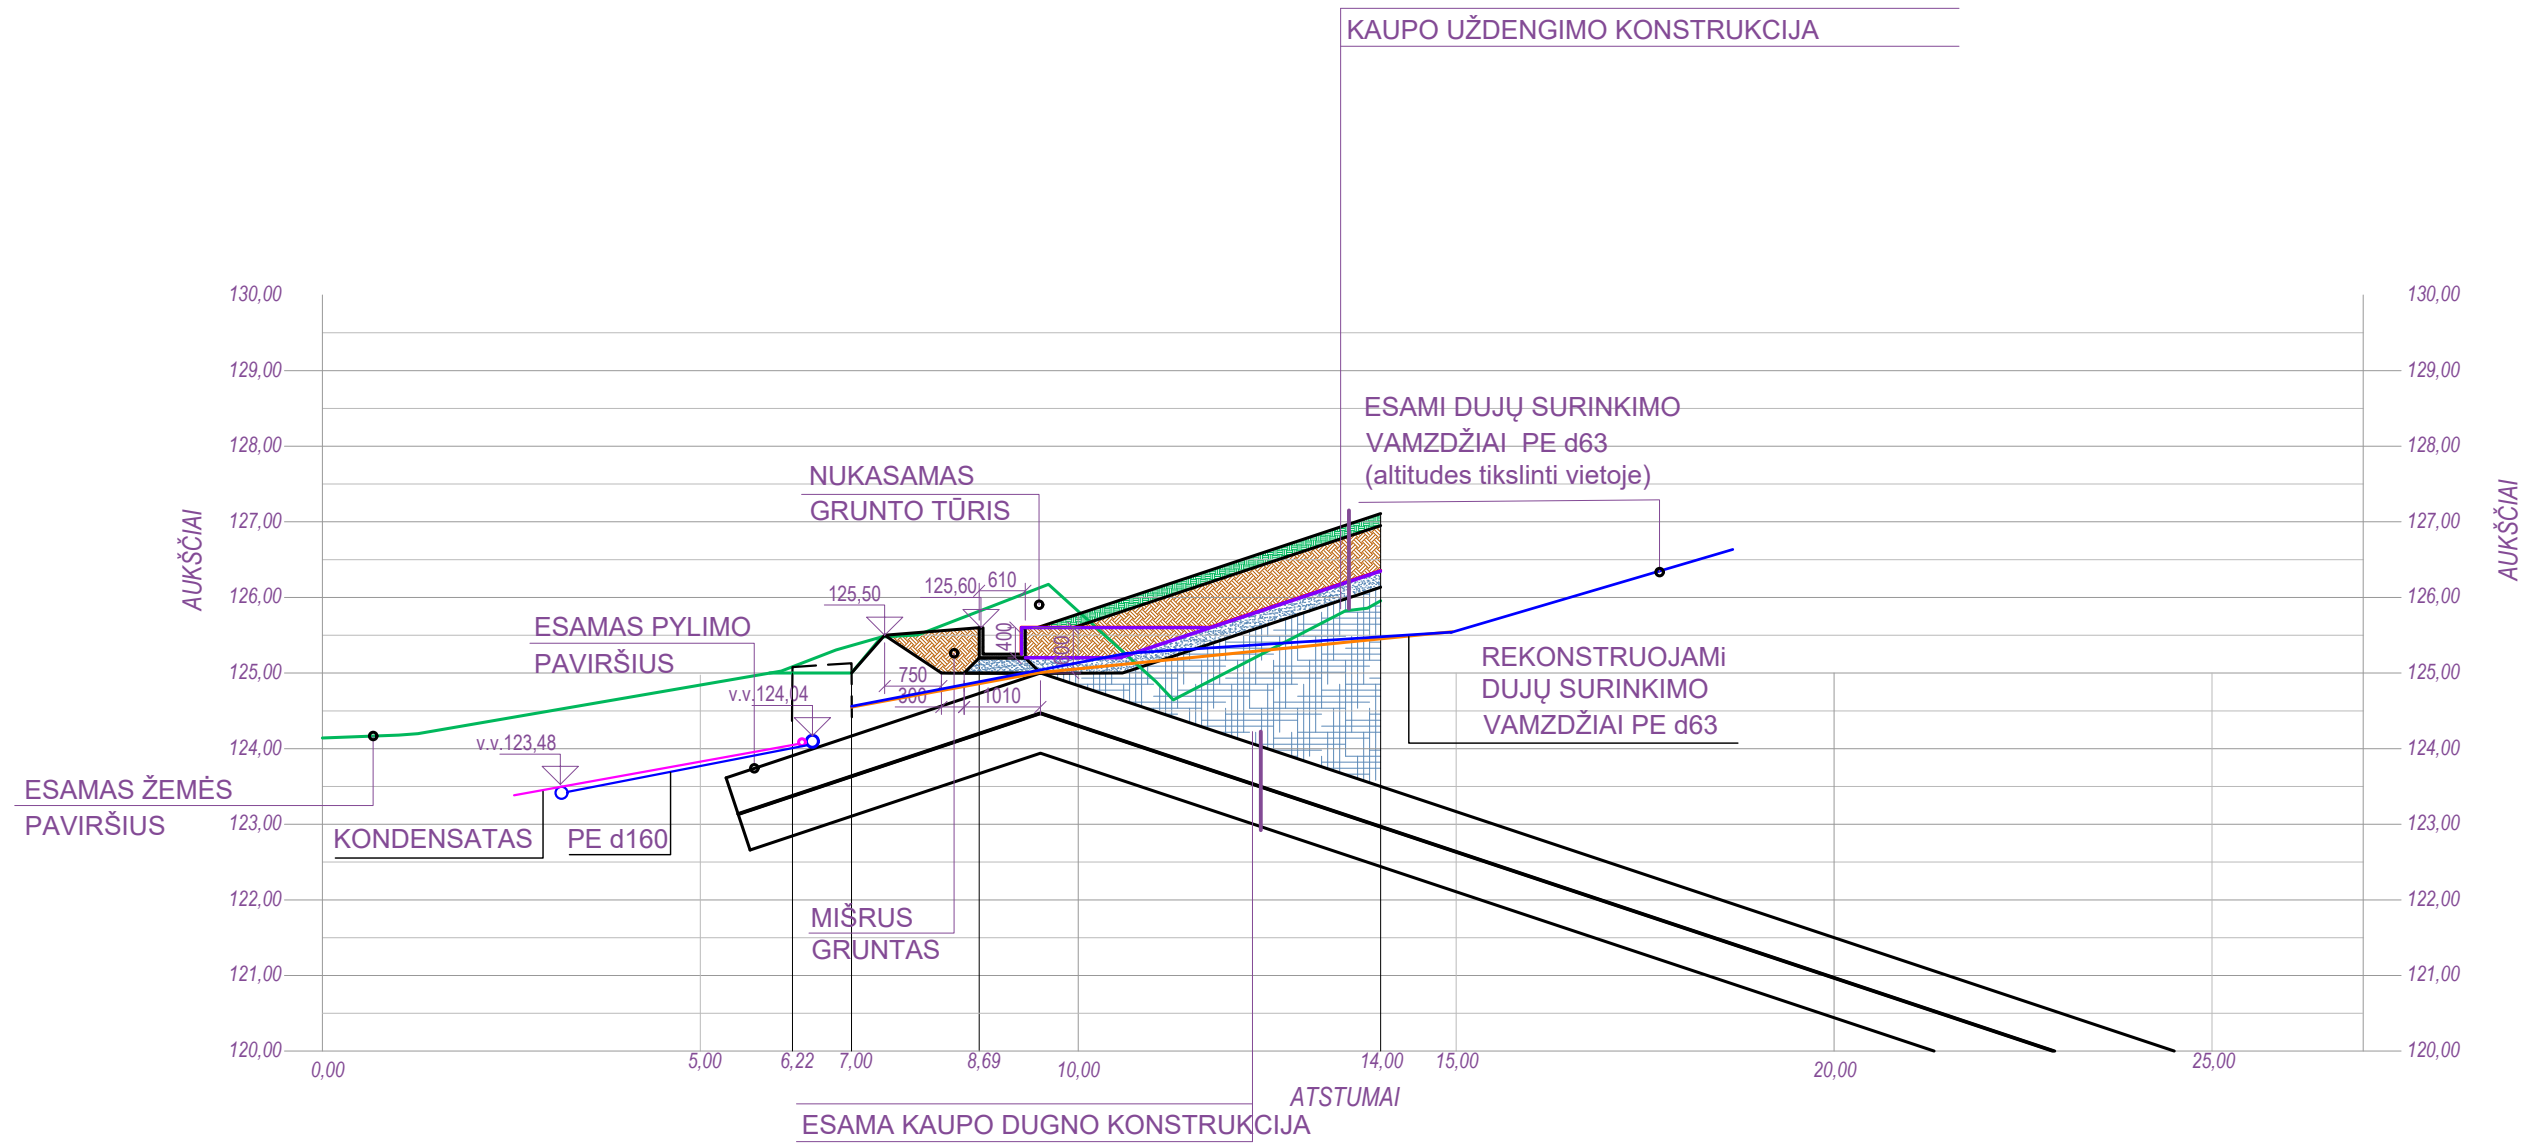 KAUPO UŽDENGIMO KONSTRUKCIJA
130,00
130,00
129,00
129,00
128,00
128,00
127,00
127,00
126,00
126,00
125,00
125,00
124,00
124,00
123,00
123,00
122,00
122,00
121,00
121,00
120,00
120,00
AUKŠČIAI
AUKŠČIAI
ESAMI DUJŲ SURINKIMO
VAMZDŽIAI PE d63
(altitudes tikslinti vietoje)
NUKASAMAS
GRUNTO TŪRIS
125,50
125,60
610
400
ESAMAS PYLIMO
PAVIRŠIUS
750
300
1010
v.v.124,04
v.v.123,48
REKONSTRUOJAMi
DUJŲ SURINKIMO
VAMZDŽIAI PE d63
ESAMAS ŽEMĖS
PAVIRŠIUS
KONDENSATAS
PE d160
MIŠRUS
GRUNTAS
0,00
5,00
6,22
7,00
8,69
10,00
14,00
15,00
20,00
25,00
ATSTUMAI
ESAMA KAUPO DUGNO KONSTRUKCIJA